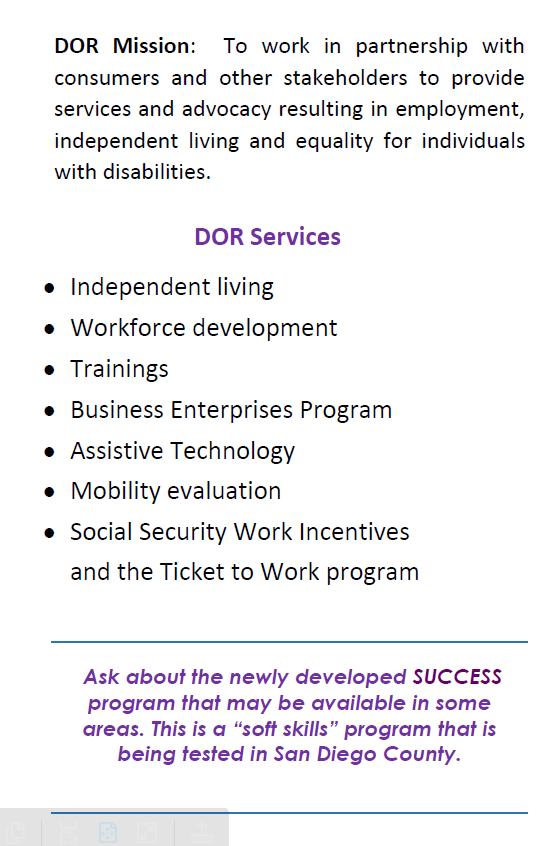 DOR Mission: To work in partnership with
consumers and other stakeholders to provide
services and advocacy resulting in employment,
independent living and equality for individuals
with disabilities.
DOR Services
• Independent living
• Workforce development
• Trainings
• Business Enterprises Program
• Assistive Technology
• Mobility evaluation
• Social Security Work Incentives
and the Ticket to Work program
Ask about the newly developed SUCCESS
program that may be available in some
areas. This is a “soft skills” program that is
being tested in San Diego County.